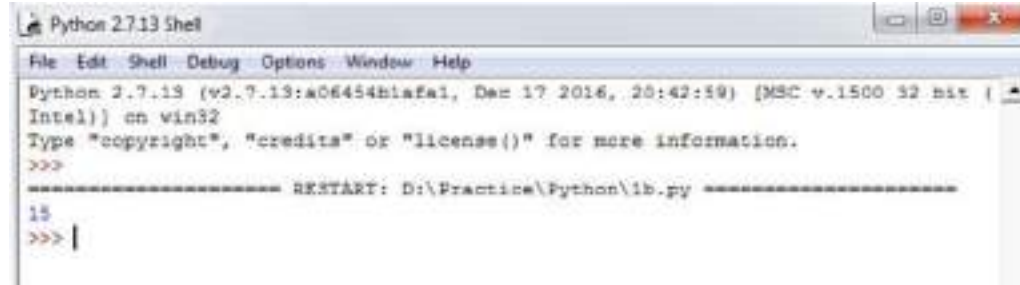 Python 2.7.13 Shell
File Edit Shell Debug Options Window Help
Python 2.7.13 (v2.7.13:a06454b1afa1, Dec 17 2016, 20:42:59) [MSC v.1500 32 bit (
Intel)] on win32
Type "copyright", "credits" or "license()" for more information.
>>>
===================== RESTART: D:\Practice\Python\1b.py =====================
15
>>>